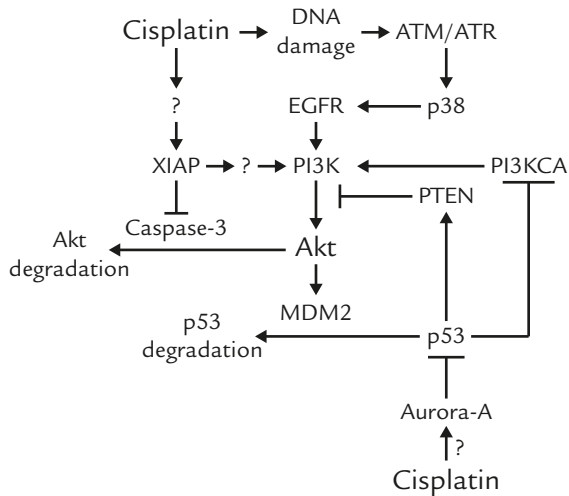 Cisplatin
DNA
damage
ATM/ATR
?
EGFR
p38
XIAP
?
PI3K
PI3KCA
PTEN
Caspase-3
Akt
degradation
Akt
MDM2
p53
degradation
p53
Aurora-A
?
Cisplatin